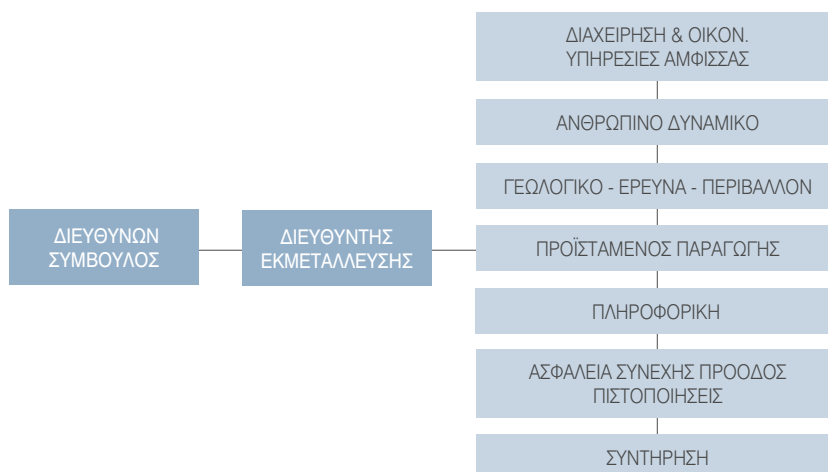 ΔΙΕΥΘΥΝΩΝ
ΣΥΜΒΟΥΛΟΣ
ΔΙΕΥΘΥΝΤΗΣ
ΕΚΜΕΤΑΛΛΕΥΣΗΣ
ΔΙΑΧΕΙΡΗΣΗ & ΟΙΚΟΝ.
ΥΠΗΡΕΣΙΕΣ ΑΜΦΙΣΣΑΣ
ΑΝΘΡΩΠΙΝΟ ΔΥΝΑΜΙΚΟ
ΓΕΩΛΟΓΙΚΟ - ΕΡΕΥΝΑ - ΠΕΡΙΒΑΛΛΟΝ
ΠΡΟΪΣΤΑΜΕΝΟΣ ΠΑΡΑΓΩΓΗΣ
ΠΛΗΡΟΦΟΡΙΚΗ
ΑΣΦΑΛΕΙΑ ΣΥΝΕΧΗΣ ΠΡΟΟΔΟΣ
ΠΙΣΤΟΠΟΙΗΣΕΙΣ
ΣΥΝΤΗΡΗΣΗ